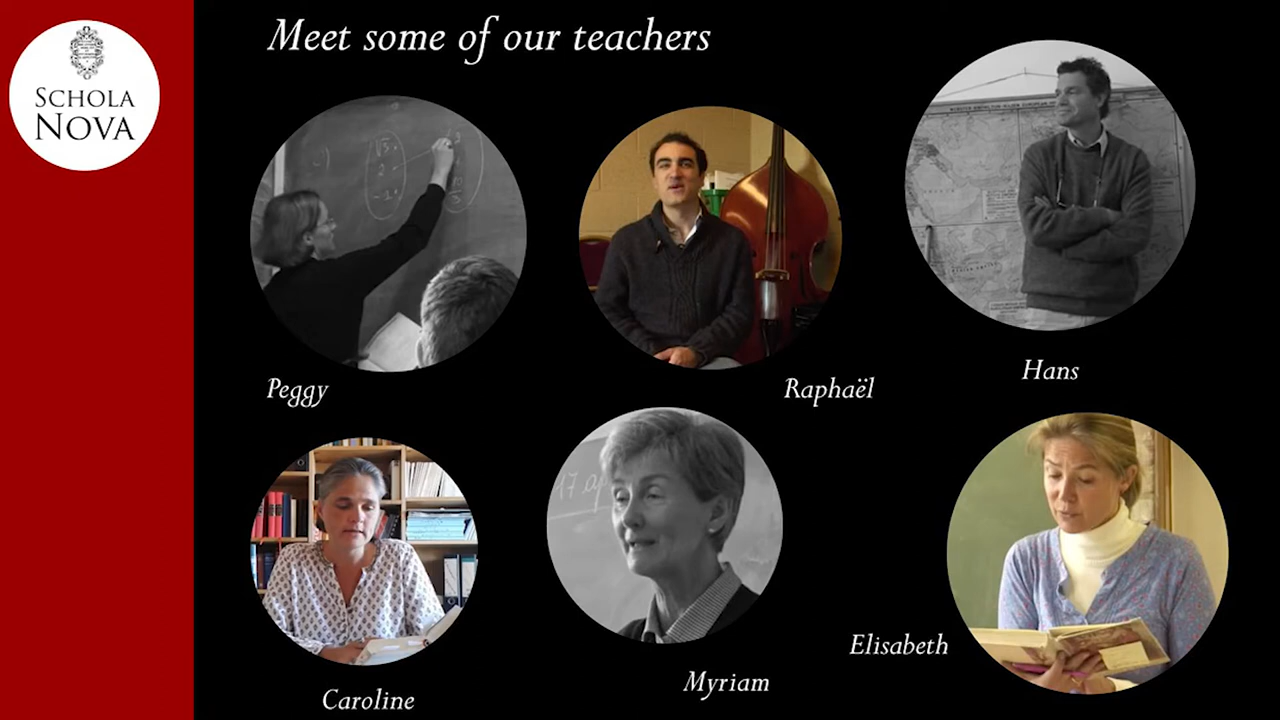 SCHOLA
NOVA
Meet some of our teachers
Peggy
Raphaël
Hans
Caroline
Myriam
Elisabeth